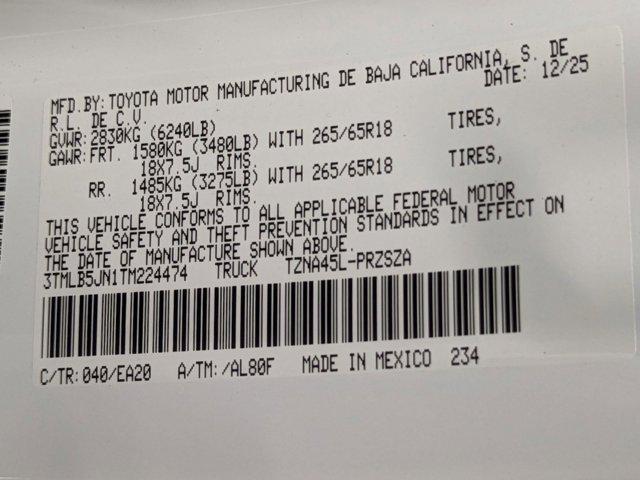 MFD.BY: TOYOTA MOTOR MANUFACTURING DE BAJA CALIFORNIA, S. DE
R.L. DE C.V. DATE: 12/25
GVWR: 2830KG (6240LB)
GAWR: FRT. 1580KG (3480LB) WITH 265/65R18 TIRES,
18X7.5J RIMS.
RR. 1485KG (3275LB) WITH 265/65R18 TIRES,
18X7.5J RIMS.
THIS VEHICLE CONFORMS TO ALL APPLICABLE FEDERAL MOTOR
VEHICLE SAFETY AND THEFT PREVENTION STANDARDS IN EFFECT ON
THE DATE OF MANUFACTURE SHOWN ABOVE.
3TMLB5JN1TM224474 TRUCK TZNA45L-PRZSZA
C/TR: 040/EA20 A/TM: /AL80F MADE IN MEXICO 234